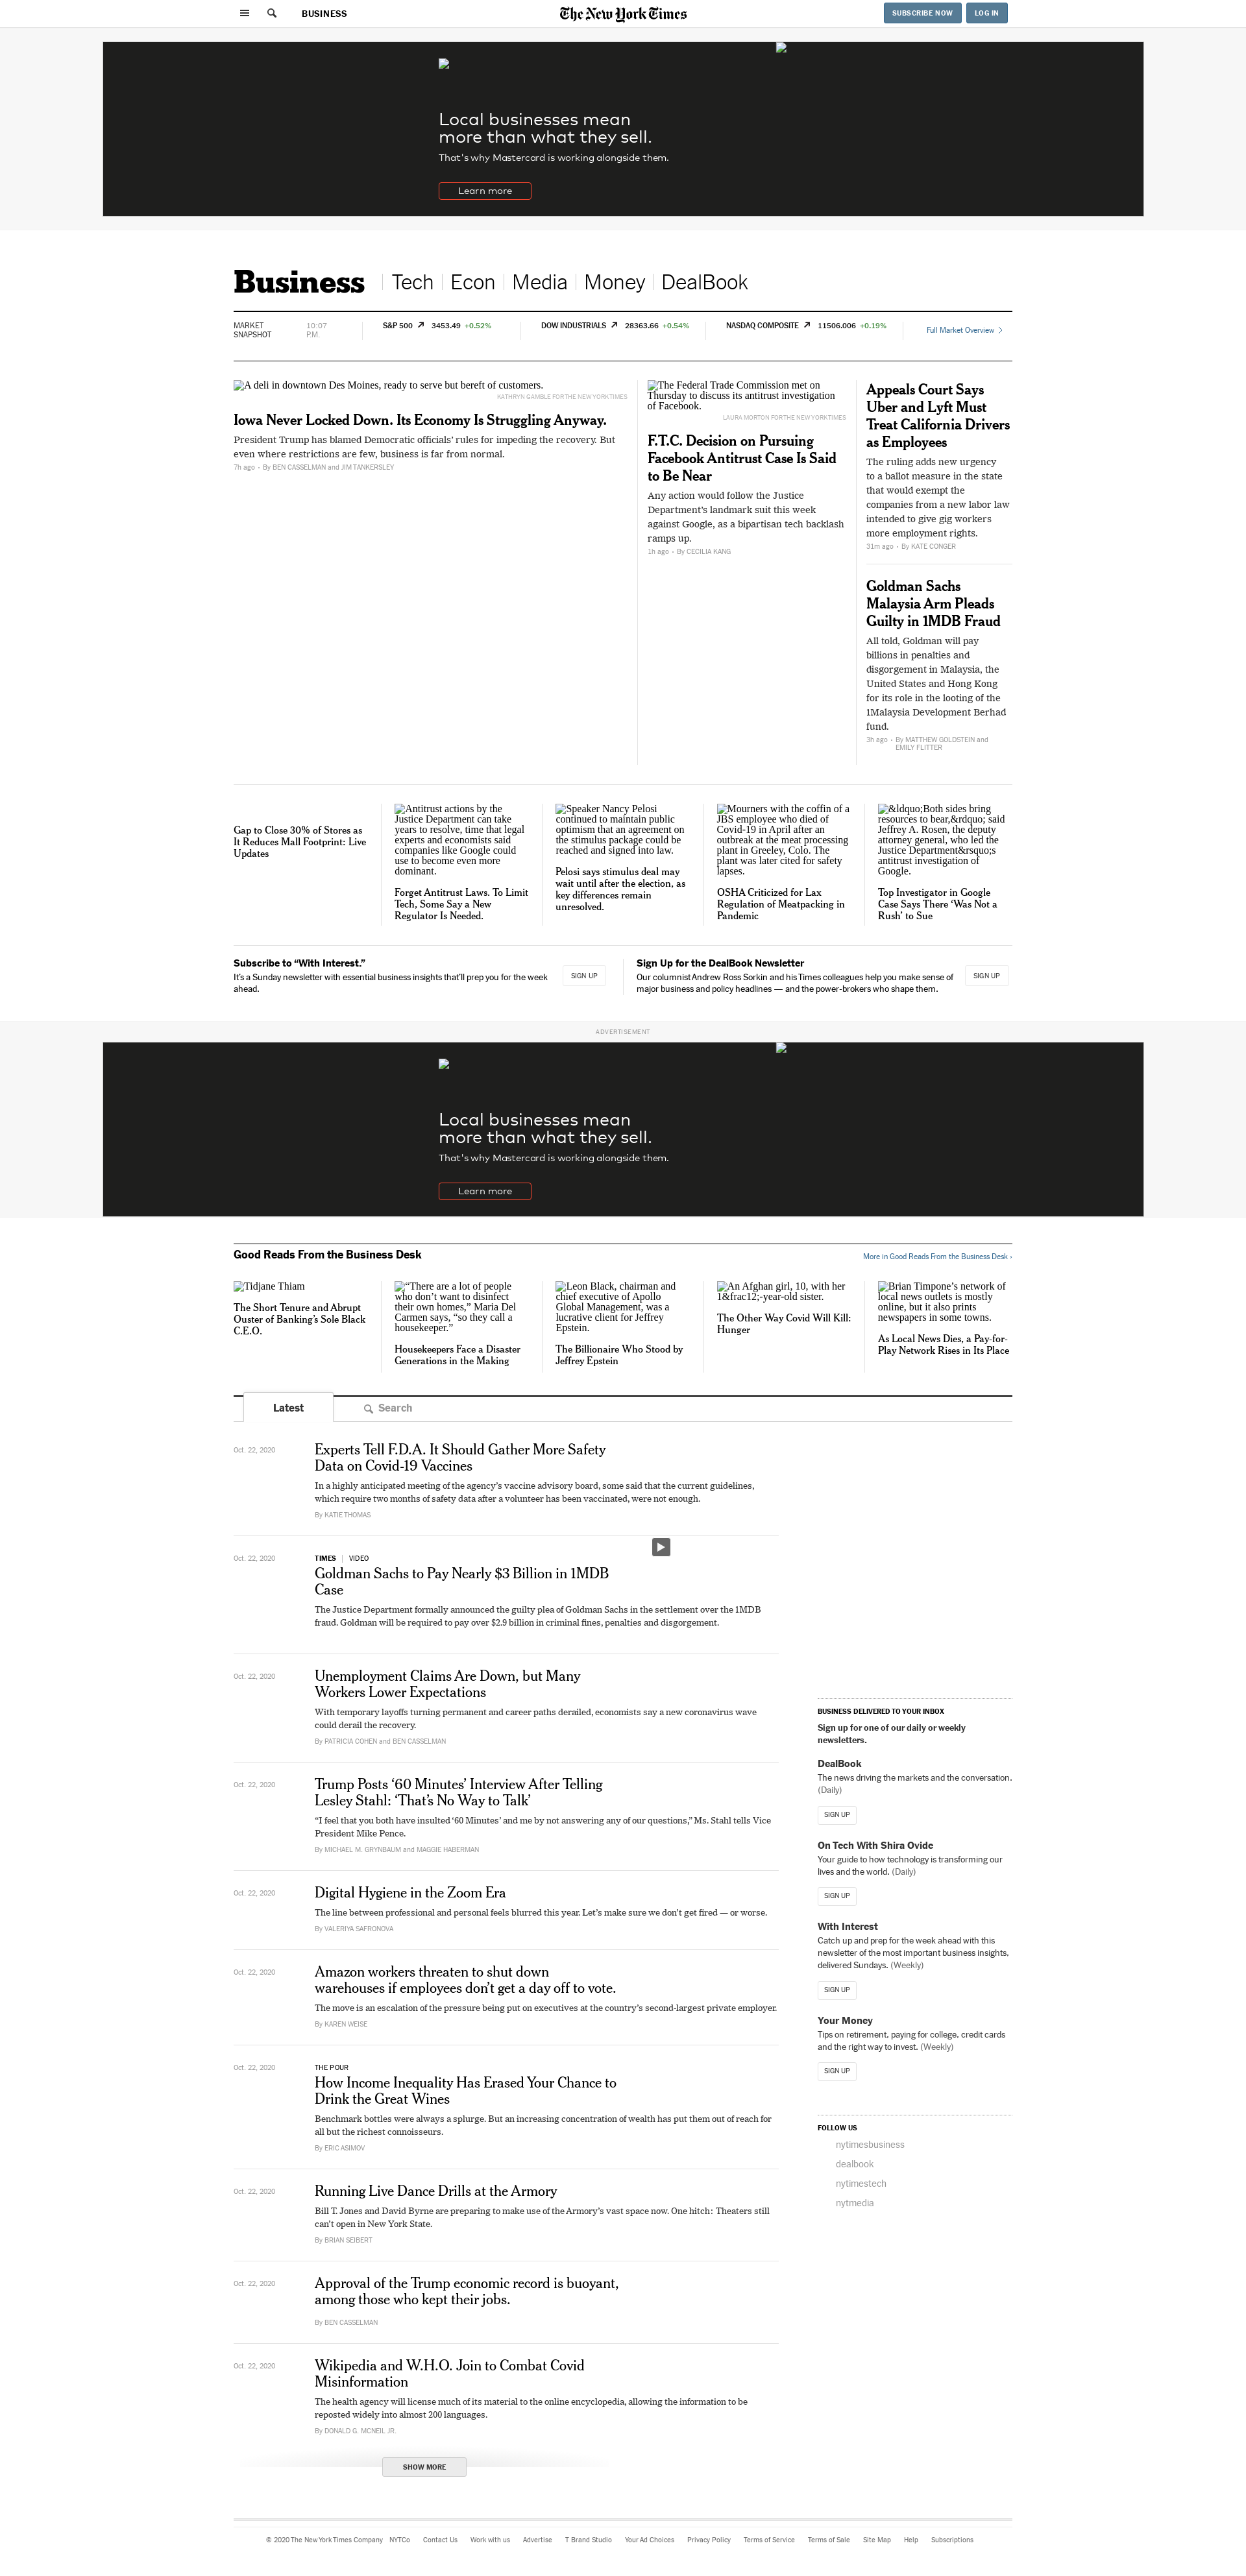 BUSINESS
The New York Times
SUBSCRIBE NOW
LOG IN
Local businesses mean
more than what they sell.
That's why Mastercard is working alongside them.
Learn more
Business
Tech
Econ
Media
Money
DealBook
MARKET
SNAPSHOT
10:07
P.M.
S&P 500 3453.49 +0.52%
DOW INDUSTRIALS 28363.66 +0.54%
NASDAQ COMPOSITE 11506.006 +0.19%
Full Market Overview
A deli in downtown Des Moines, ready to serve but bereft of customers.
KATHRYN GAMBLE FOR THE NEW YORK TIMES
Iowa Never Locked Down. Its Economy Is Struggling Anyway.
President Trump has blamed Democratic officials' rules for impeding the recovery. But
even where restrictions are few, business is far from normal.
7h ago • By BEN CASSELMAN and JIM TANKERSLEY
The Federal Trade Commission met on
Thursday to discuss its antitrust investigation
of Facebook.
LAURA MORTON FOR THE NEW YORK TIMES
F.T.C. Decision on Pursuing
Facebook Antitrust Case Is Said
to Be Near
Any action would follow the Justice
Department's landmark suit this week
against Google, as a bipartisan tech backlash
ramps up.
1h ago • By CECILIA KANG
Appeals Court Says
Uber and Lyft Must
Treat California Drivers
as Employees
The ruling adds new urgency
to a ballot measure in the state
that would exempt the
companies from a new labor law
intended to give gig workers
more employment rights.
31m ago • By KATE CONGER
Goldman Sachs
Malaysia Arm Pleads
Guilty in 1MDB Fraud
All told, Goldman will pay
billions in penalties and
disgorgement in Malaysia, the
United States and Hong Kong
for its role in the looting of the
1Malaysia Development Berhad
fund.
3h ago • By MATTHEW GOLDSTEIN and
EMILY FLITTER
Gap to Close 30% of Stores as
It Reduces Mall Footprint: Live
Updates
Antitrust actions by the
Justice Department can take
years to resolve, time that legal
experts and economists said
companies like Google could
use to become even more
dominant.
Forget Antitrust Laws. To Limit
Tech, Some Say a New
Regulator Is Needed.
Speaker Nancy Pelosi
continued to maintain public
optimism that an agreement on
the stimulus package could be
reached and signed into law.
Pelosi says stimulus deal may
wait until after the election, as
key differences remain
unresolved.
Mourners with the coffin of a
JBS employee who died of
Covid-19 in April after an
outbreak at the meat processing
plant in Greeley, Colo. The
plant was later cited for safety
lapses.
OSHA Criticized for Lax
Regulation of Meatpacking in
Pandemic
&ldquo;Both sides bring
resources to bear,&rdquo; said
Jeffrey A. Rosen, the deputy
attorney general, who led the
Justice Department&rsquo;s
antitrust investigation of
Google.
Top Investigator in Google
Case Says There ‘Was Not a
Rush’ to Sue
Subscribe to “With Interest.”
It's a Sunday newsletter with essential business insights that'll prep you for the week
ahead.
SIGN UP
Sign Up for the DealBook Newsletter
Our columnist Andrew Ross Sorkin and his Times colleagues help you make sense of
major business and policy headlines — and the power-brokers who shape them.
SIGN UP
ADVERTISEMENT
Local businesses mean
more than what they sell.
That's why Mastercard is working alongside them.
Learn more
Good Reads From the Business Desk
More in Good Reads From the Business Desk ›
Tidjane Thiam
The Short Tenure and Abrupt
Ouster of Banking’s Sole Black
C.E.O.
“There are a lot of people
who don’t want to disinfect
their own homes,” Maria Del
Carmen says, “so they call a
housekeeper.”
Housekeepers Face a Disaster
Generations in the Making
Leon Black, chairman and
chief executive of Apollo
Global Management, was a
lucrative client for Jeffrey
Epstein.
The Billionaire Who Stood by
Jeffrey Epstein
An Afghan girl, 10, with her
1&frac12;-year-old sister.
The Other Way Covid Will Kill:
Hunger
Brian Timpone’s network of
local news outlets is mostly
online, but it also prints
newspapers in some towns.
As Local News Dies, a Pay-for-
Play Network Rises in Its Place
Latest
Search
Oct. 22, 2020
Experts Tell F.D.A. It Should Gather More Safety
Data on Covid-19 Vaccines
In a highly anticipated meeting of the agency’s vaccine advisory board, some said that the current guidelines,
which require two months of safety data after a volunteer has been vaccinated, were not enough.
By KATIE THOMAS
Oct. 22, 2020
TIMES | VIDEO
Goldman Sachs to Pay Nearly $3 Billion in 1MDB
Case
The Justice Department formally announced the guilty plea of Goldman Sachs in the settlement over the 1MDB
fraud. Goldman will be required to pay over $2.9 billion in criminal fines, penalties and disgorgement.
Oct. 22, 2020
Unemployment Claims Are Down, but Many
Workers Lower Expectations
With temporary layoffs turning permanent and career paths derailed, economists say a new coronavirus wave
could derail the recovery.
By PATRICIA COHEN and BEN CASSELMAN
Oct. 22, 2020
Trump Posts ‘60 Minutes’ Interview After Telling
Lesley Stahl: ‘That’s No Way to Talk’
“I feel that you both have insulted ‘60 Minutes’ and me by not answering any of our questions,” Ms. Stahl tells Vice
President Mike Pence.
By MICHAEL M. GRYNBAUM and MAGGIE HABERMAN
Oct. 22, 2020
Digital Hygiene in the Zoom Era
The line between professional and personal feels blurred this year. Let’s make sure we don’t get fired — or worse.
By VALERIYA SAFRONOVA
Oct. 22, 2020
Amazon workers threaten to shut down
warehouses if employees don’t get a day off to vote.
The move is an escalation of the pressure being put on executives at the country’s second-largest private employer.
By KAREN WEISE
Oct. 22, 2020
THE POUR
How Income Inequality Has Erased Your Chance to
Drink the Great Wines
Benchmark bottles were always a splurge. But an increasing concentration of wealth has put them out of reach for
all but the richest connoisseurs.
By ERIC ASIMOV
Oct. 22, 2020
Running Live Dance Drills at the Armory
Bill T. Jones and David Byrne are preparing to make use of the Armory’s vast space now. One hitch: Theaters still
can’t open in New York State.
By BRIAN SEIBERT
Oct. 22, 2020
Approval of the Trump economic record is buoyant,
among those who kept their jobs.
By BEN CASSELMAN
Oct. 22, 2020
Wikipedia and W.H.O. Join to Combat Covid
Misinformation
The health agency will license much of its material to the online encyclopedia, allowing the information to be
reposted widely into almost 200 languages.
By DONALD G. MCNEIL JR.
SHOW MORE
BUSINESS DELIVERED TO YOUR INBOX
Sign up for one of our daily or weekly
newsletters.
DealBook
The news driving the markets and the conversation.
(Daily)
SIGN UP
On Tech With Shira Ovide
Your guide to how technology is transforming our
lives and the world. (Daily)
SIGN UP
With Interest
Catch up and prep for the week ahead with this
newsletter of the most important business insights,
delivered Sundays. (Weekly)
SIGN UP
Your Money
Tips on retirement, paying for college, credit cards
and the right way to invest. (Weekly)
SIGN UP
FOLLOW US
nytimesbusiness
dealbook
nytimestech
nytmedia
© 2020 The New York Times Company
NYTCo
Contact Us
Work with us
Advertise
T Brand Studio
Your Ad Choices
Privacy Policy
Terms of Service
Terms of Sale
Site Map
Help
Subscriptions